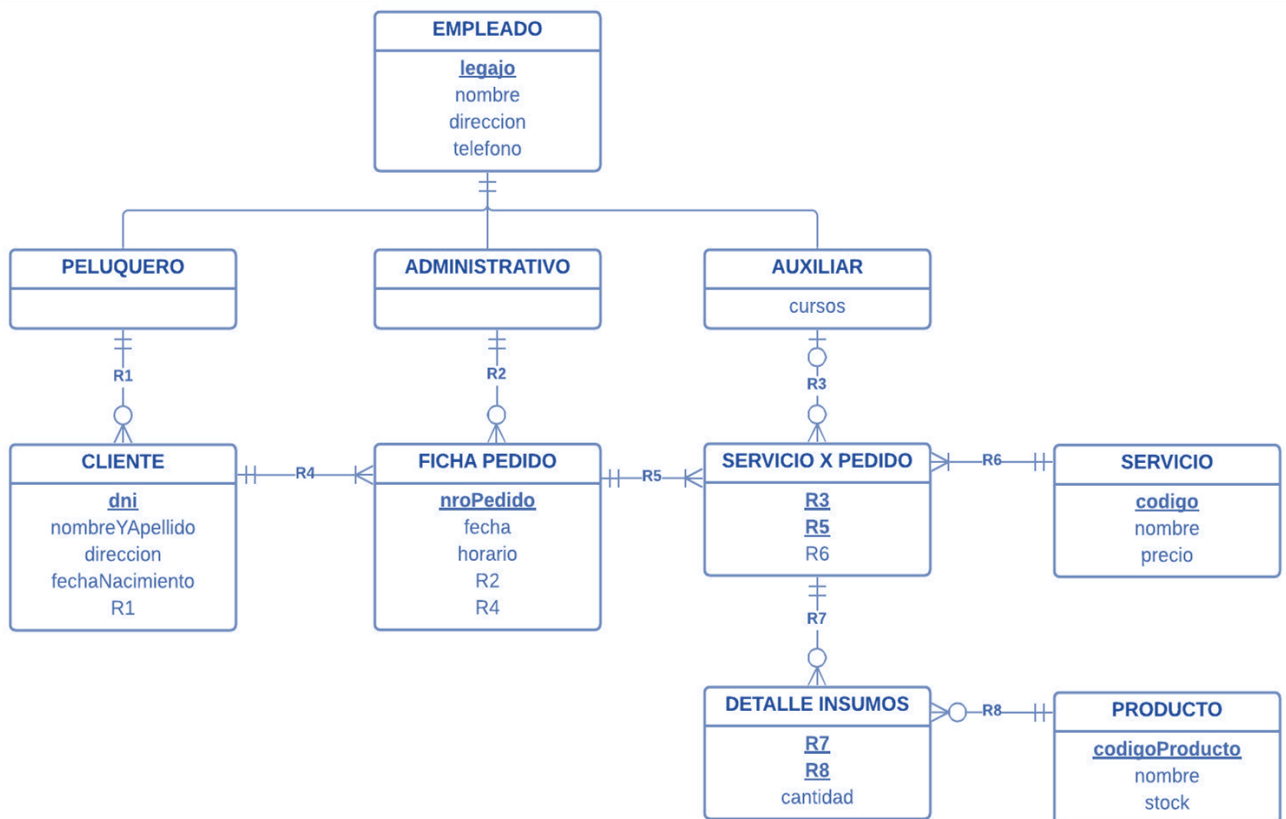 EMPLEADO
legajo
nombre
direccion
telefono
PELUQUERO
ADMINISTRATIVO
AUXILIAR
cursos
R1
R2
R3
CLIENTE
dni
nombreYApellido
direccion
fechaNacimiento
R1
R4
FICHA PEDIDO
nroPedido
fecha
horario
R2
R4
R5
SERVICIO X PEDIDO
R3
R5
R6
R6
SERVICIO
codigo
nombre
precio
R7
DETALLE INSUMOS
R7
R8
cantidad
R8
PRODUCTO
codigoProducto
nombre
stock